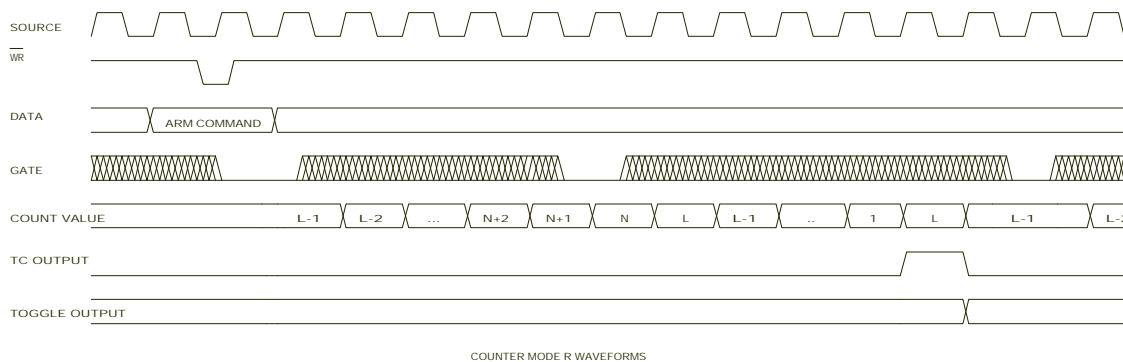 SOURCE
WR
DATA
ARM COMMAND
GATE
COUNT VALUE L-1 L-2 ... N+2 N+1 N L L-1 .. 1 L L-1
TC OUTPUT
TOGGLE OUTPUT
COUNTER MODE R WAVEFORMS